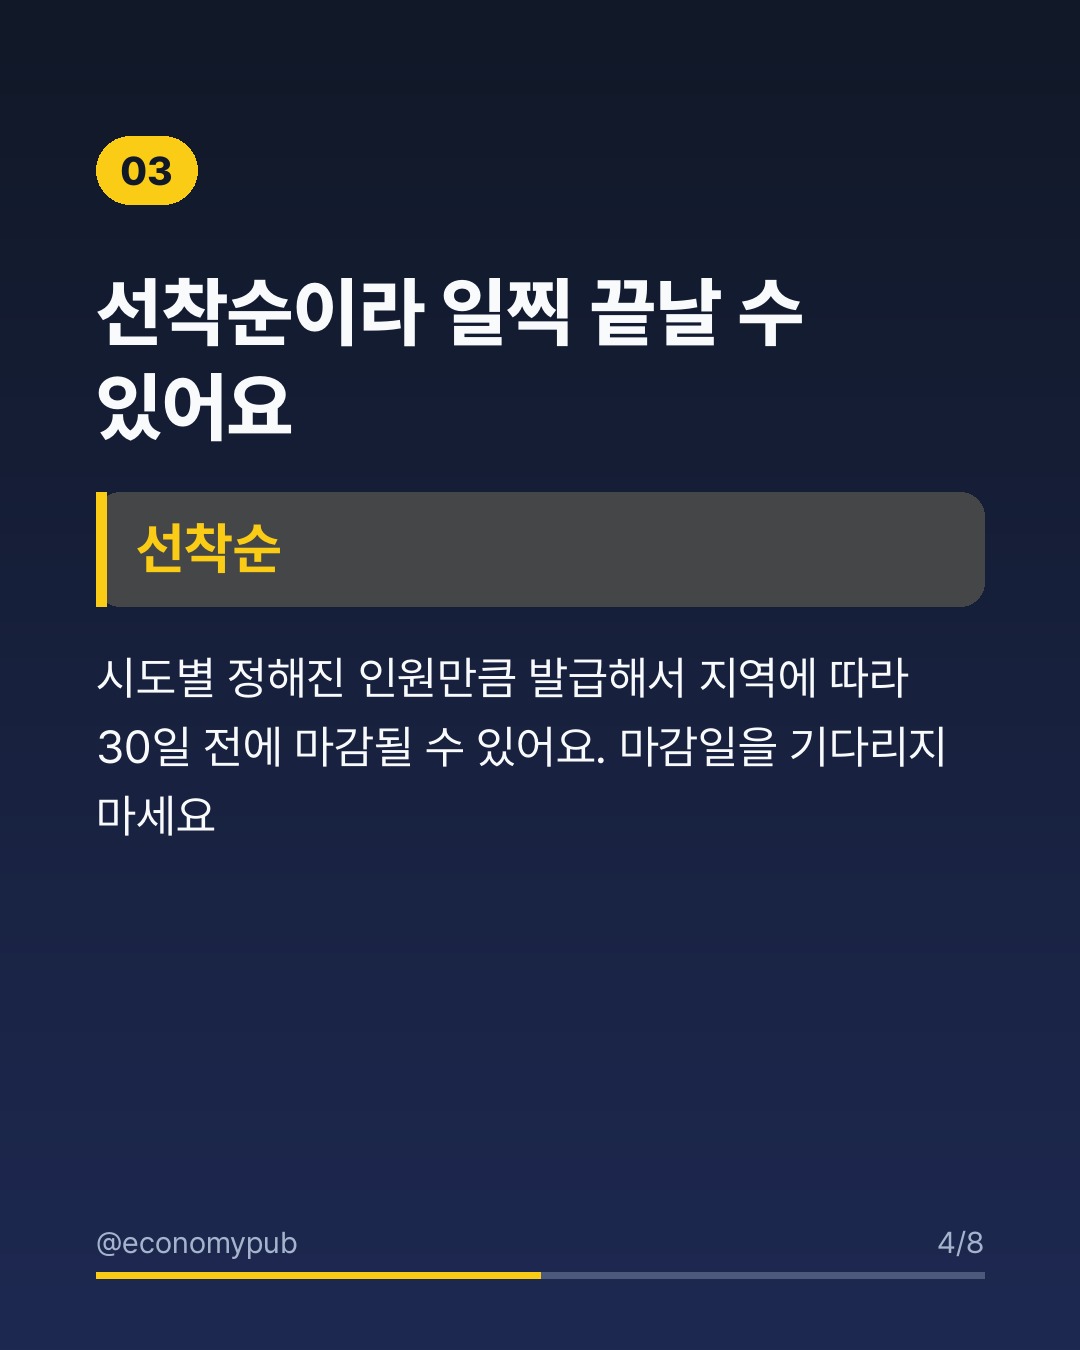 03
선착순이라 일찍 끝날 수
있어요
선착순
시도별 정해진 인원만큼 발급해서 지역에 따라
30일 전에 마감될 수 있어요. 마감일을 기다리지
마세요
@economypub
4/8